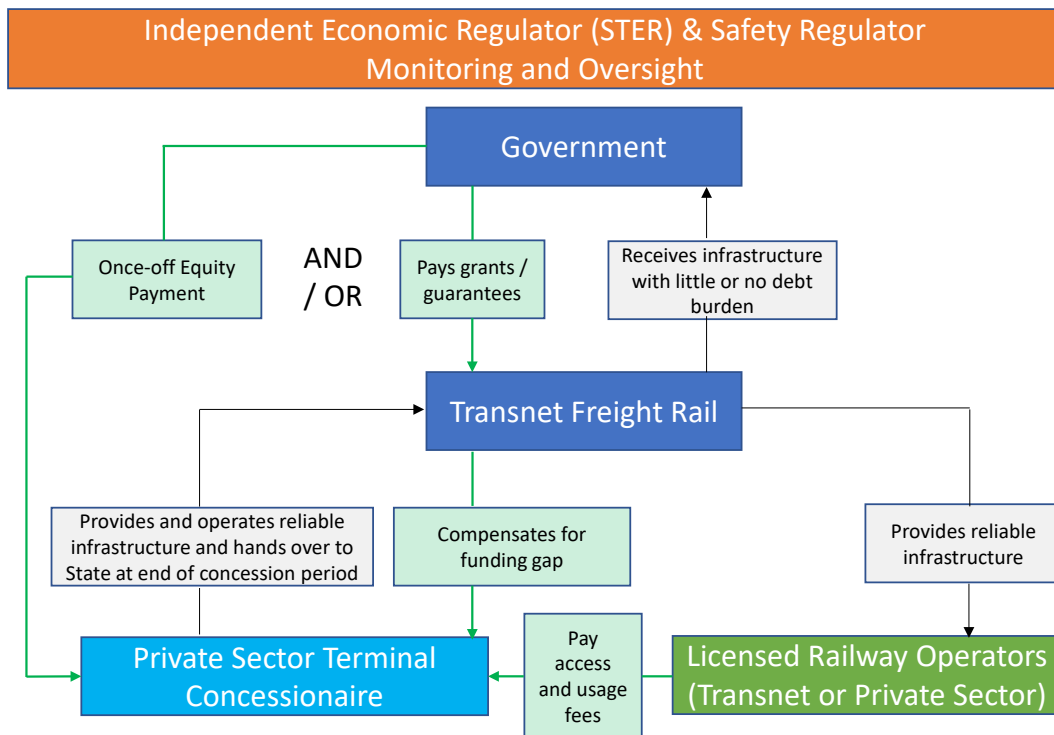 Independent Economic Regulator (STER) & Safety Regulator
Monitoring and Oversight
Government
Once-off Equity
Payment
AND
/ OR
Pays grants /
guarantees
Receives infrastructure
with little or no debt
burden
Transnet Freight Rail
Provides and operates reliable
infrastructure and hands over to
State at end of concession period
Compensates for
funding gap
Provides reliable
infrastructure
Private Sector Terminal
Concessionaire
Pay
access
and usage
fees
Licensed Railway Operators
(Transnet or Private Sector)